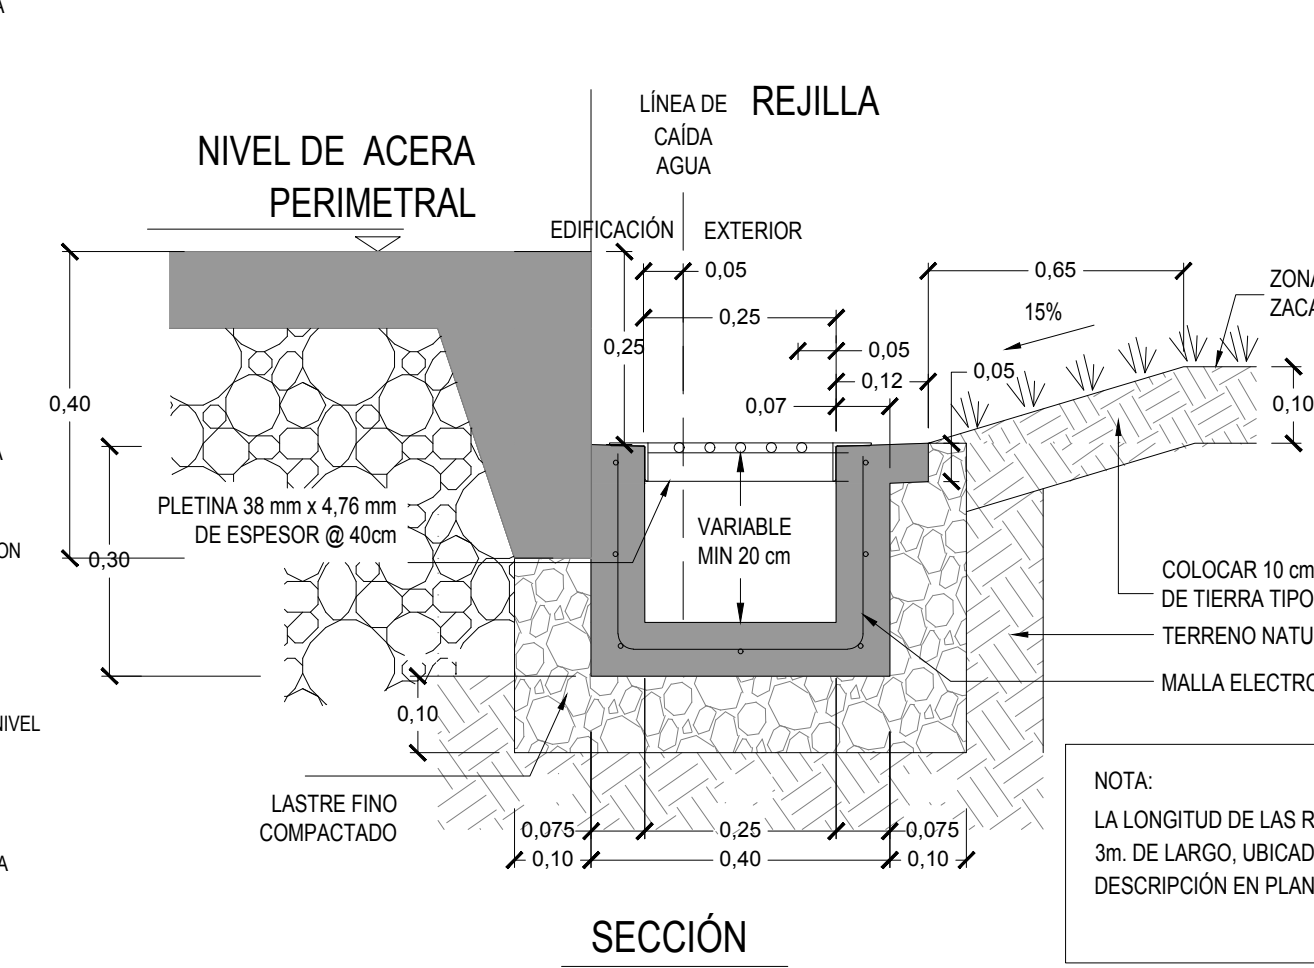 REJILLA
LÍNEA DE
CAÍDA
AGUA
NIVEL DE ACERA
PERIMETRAL
EDIFICACIÓN
EXTERIOR
0,05
0,65
0,25
15%
0,25
0,05
0,12
0,05
0,07
0,40
0,10
PLETINA 38 mm x 4,76 mm
DE ESPESOR @ 40cm
VARIABLE
MIN 20 cm
0,30
COLOCAR 10 cm
DE TIERRA TIPO
TERRENO NATU
MALLA ELECTRO
NIVEL
0,10
LASTRE FINO
COMPACTADO
0,075
0,25
0,075
0,10
0,40
0,10
NOTA:
LA LONGITUD DE LAS R
3m. DE LARGO, UBICAD
DESCRIPCIÓN EN PLAN
ZONA
ZACA
SECCIÓN